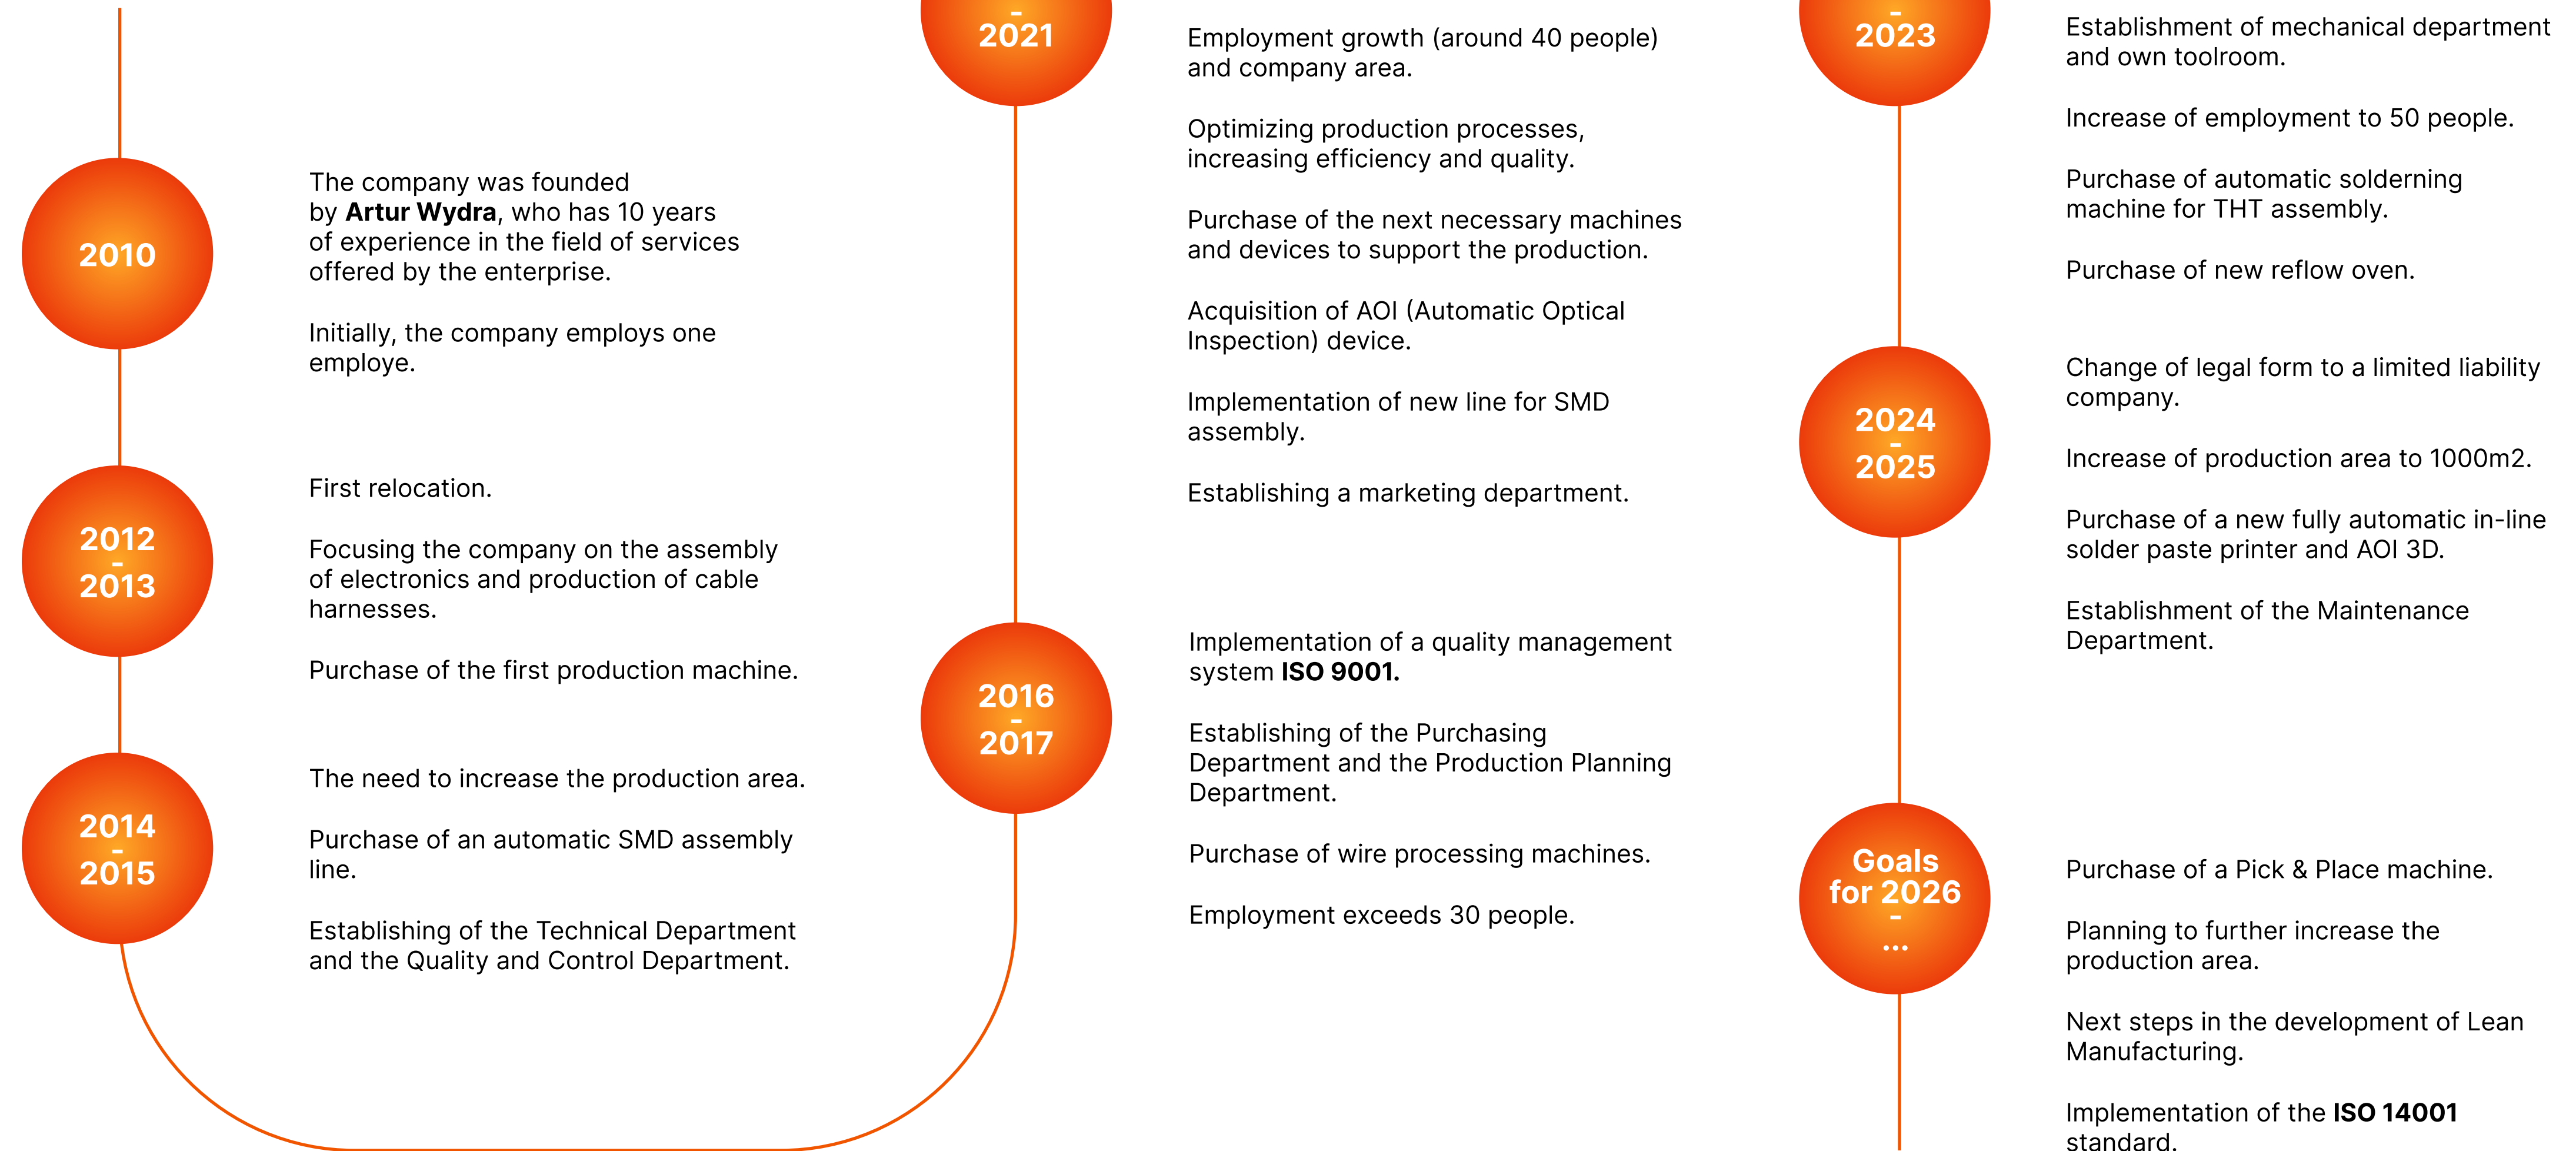 2010
The company was founded
by Artur Wydra, who has 10 years
of experience in the field of services
offered by the enterprise.
Initially, the company employs one
employe.
2012
-
2013
First relocation.
Focusing the company on the assembly
of electronics and production of cable
harnesses.
Purchase of the first production machine.
2014
-
2015
The need to increase the production area.
Purchase of an automatic SMD assembly
line.
Establishing of the Technical Department
and the Quality and Control Department.
-
2021
Employment growth (around 40 people)
and company area.
Optimizing production processes,
increasing efficiency and quality.
Purchase of the next necessary machines
and devices to support the production.
Acquisition of AOI (Automatic Optical
Inspection) device.
Implementation of new line for SMD
assembly.
Establishing a marketing department.
2016
-
2017
Implementation of a quality management
system ISO 9001.
Establishing of the Purchasing
Department and the Production Planning
Department.
Purchase of wire processing machines.
Employment exceeds 30 people.
-
2023
Establishment of mechanical department
and own toolroom.
Increase of employment to 50 people.
Purchase of automatic solderning
machine for THT assembly.
Purchase of new reflow oven.
2024
-
2025
Change of legal form to a limited liability
company.
Increase of production area to 1000m2.
Purchase of a new fully automatic in-line
solder paste printer and AOI 3D.
Establishment of the Maintenance
Department.
Goals
for 2026
-
...
Purchase of a Pick & Place machine.
Planning to further increase the
production area.
Next steps in the development of Lean
Manufacturing.
Implementation of the ISO 14001
standard.